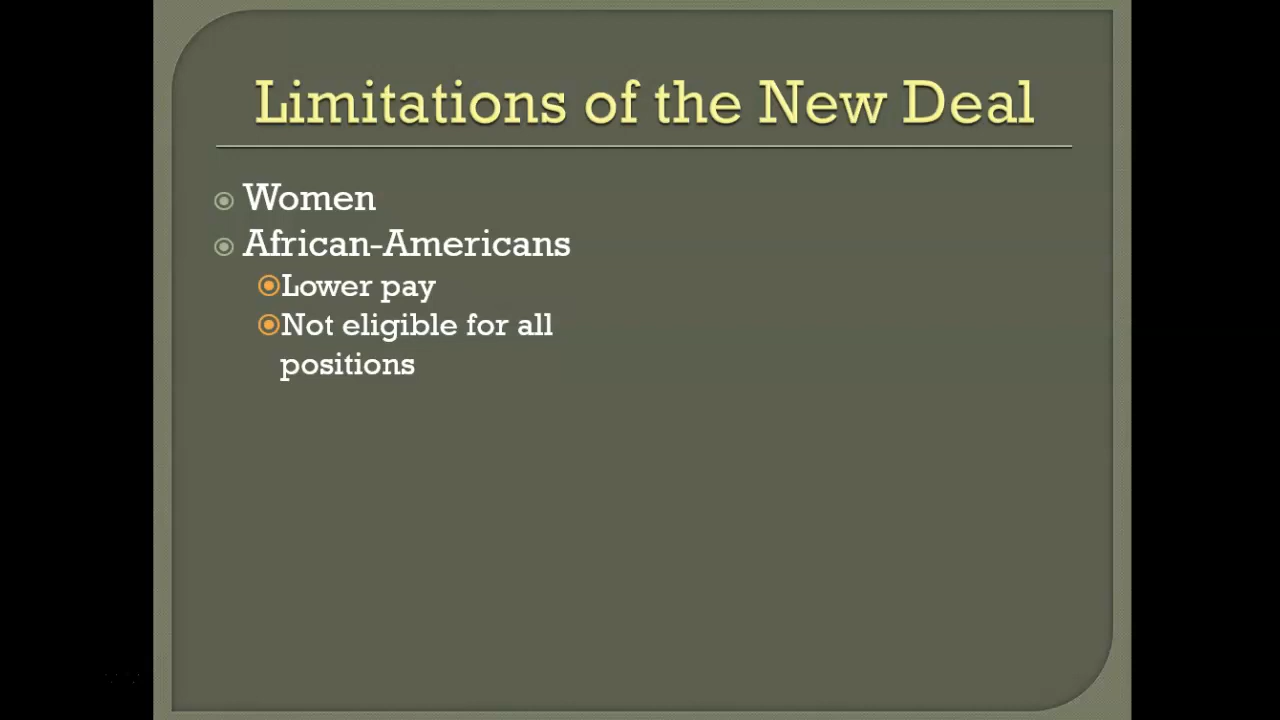 Limitations of the New Deal
Women
African-Americans
Lower pay
Not eligible for all
positions